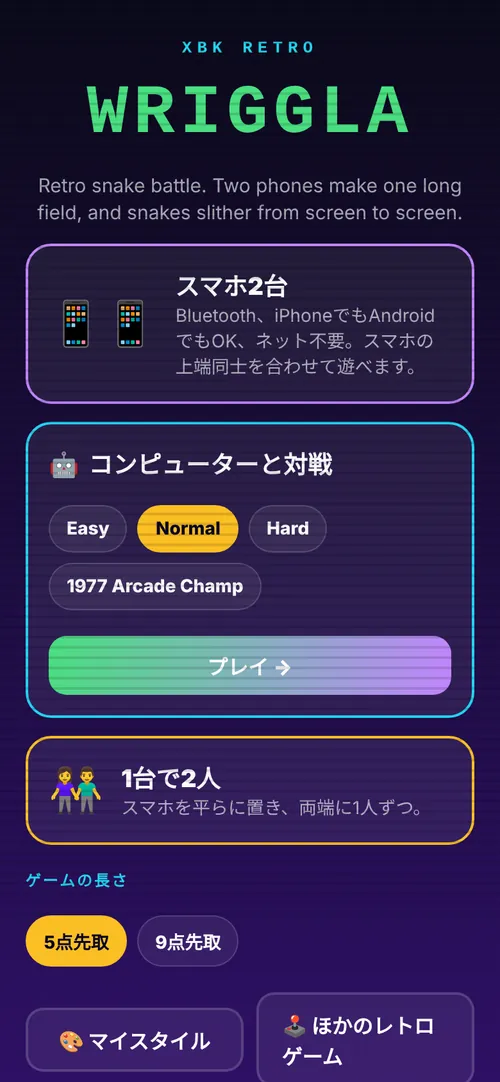 XBK RETRO
WRIGGLA
Retro snake battle. Two phones make one long
field, and snakes slither from screen to screen.
スマホ2台
Bluetooth、iPhoneでもAndroid
でもOK、ネット不要。スマホの
上端同士を合わせて遊べます。
コンピューターと対戦
Easy
Normal
Hard
1977 Arcade Champ
プレイ →
1台で2人
スマホを平らに置き、両端に1人ずつ。
ゲームの長さ
5点先取
9点先取
マイスタイル
ほかのレトロ
ゲーム